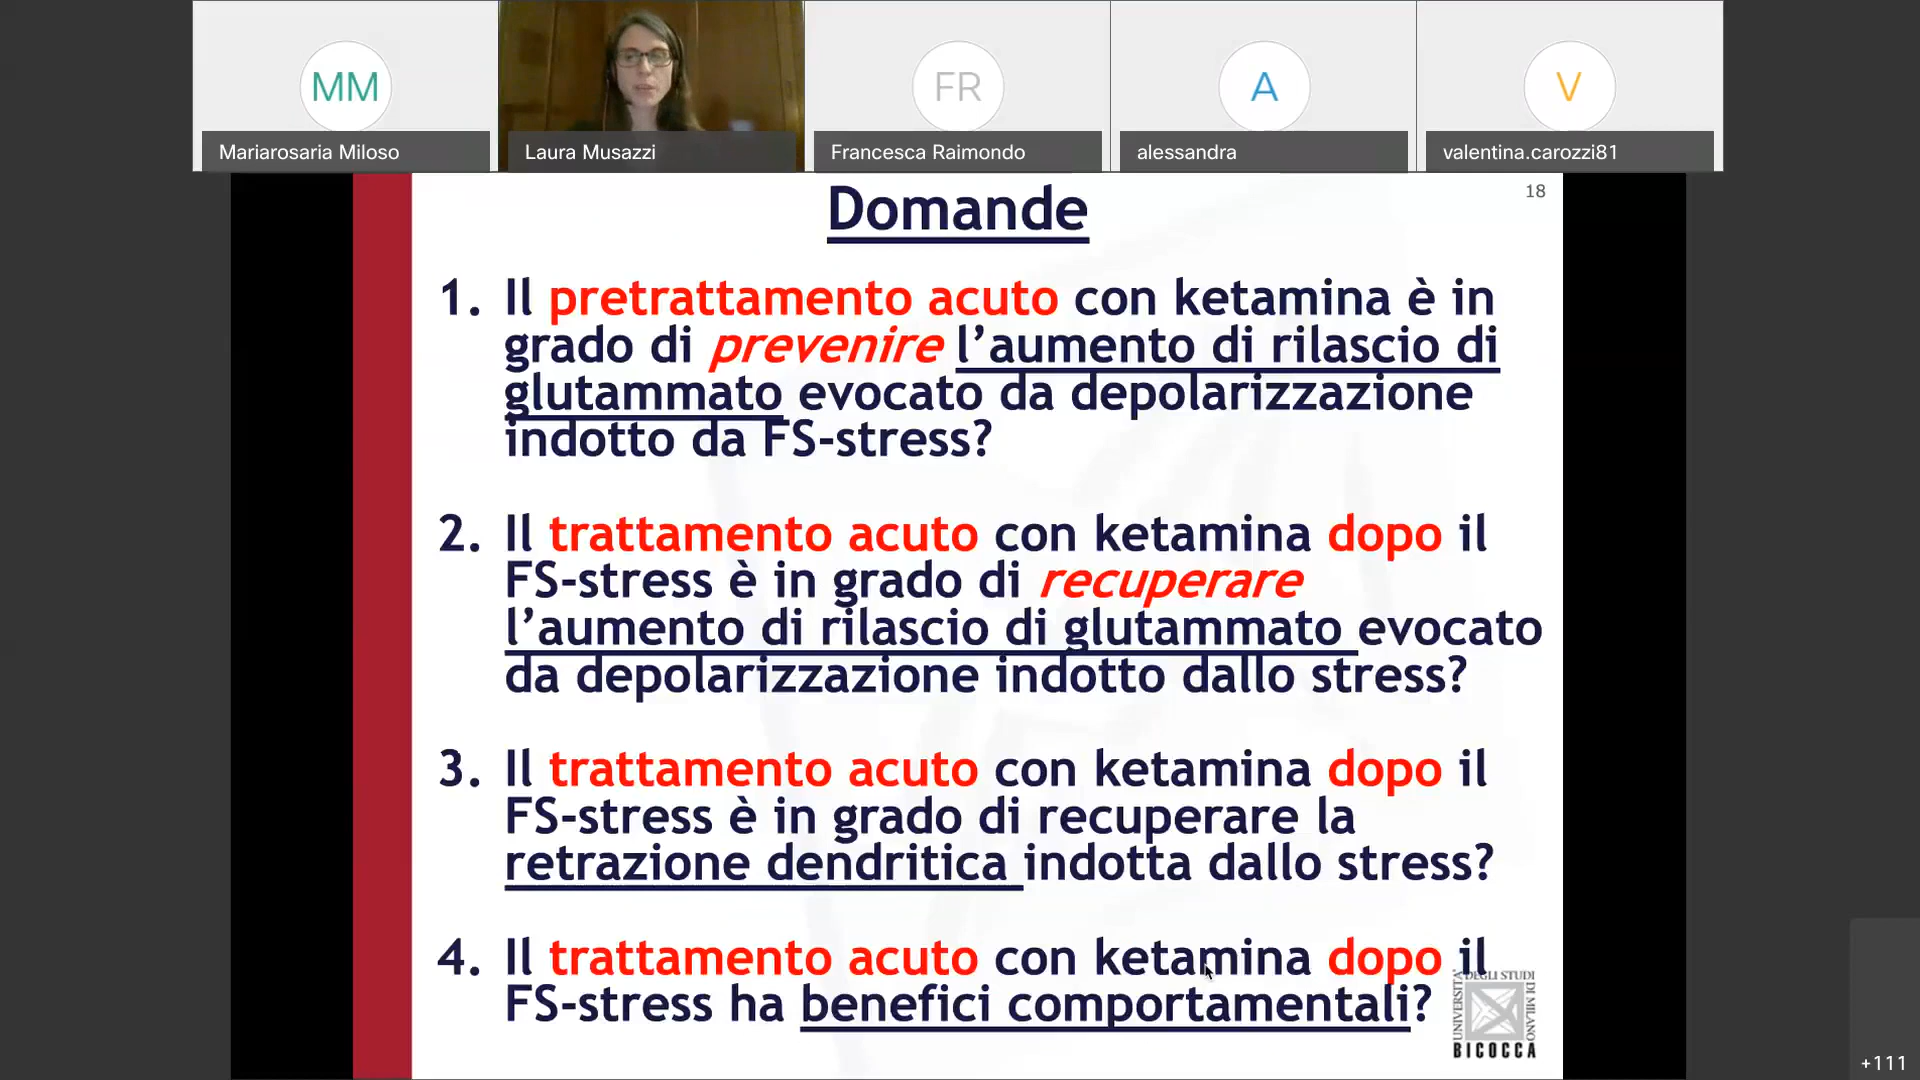 MM
FR
A
V
Mariarosaria Miloso
Laura Musazzi
Francesca Raimondo
alessandra
valentina.carozzi81
18
Domande
1. Il pretrattamento acuto con ketamina è in
grado di prevenire l’aumento di rilascio di
glutammato evocato da depolarizzazione
indotto da FS-stress?
2. Il trattamento acuto con ketamina dopo il
FS-stress è in grado di recuperare
l’aumento di rilascio di glutammato evocato
da depolarizzazione indotto dallo stress?
3. Il trattamento acuto con ketamina dopo il
FS-stress è in grado di recuperare la
retrazione dendritica indotta dallo stress?
4. Il trattamento acuto con ketamina dopo il
FS-stress ha benefici comportamentali?
UNIVERSITA'
DEGLI STUDI
DI MILANO
BICOCCA
+111